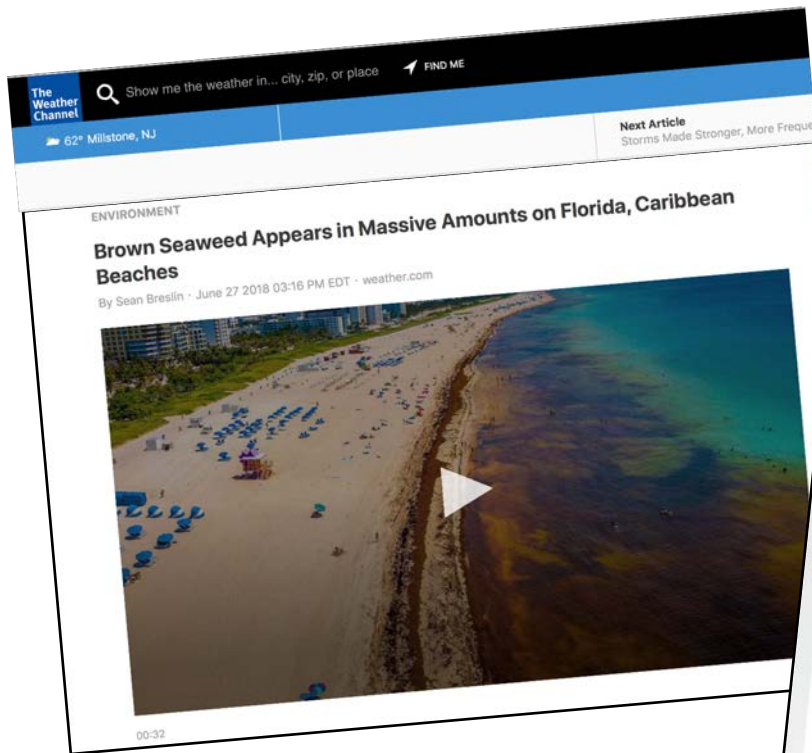 The
Weather
Channel
Show me the weather in... city, zip, or place
FIND ME
62° Millstone, NJ
Next Article
Storms Made Stronger, More
ENVIRONMENT
Brown Seaweed Appears in Massive Amounts on Florida, Caribbean
Beaches
By Sean Breslin · June 27 2018 03:16 PM EDT · weather.com
00:32